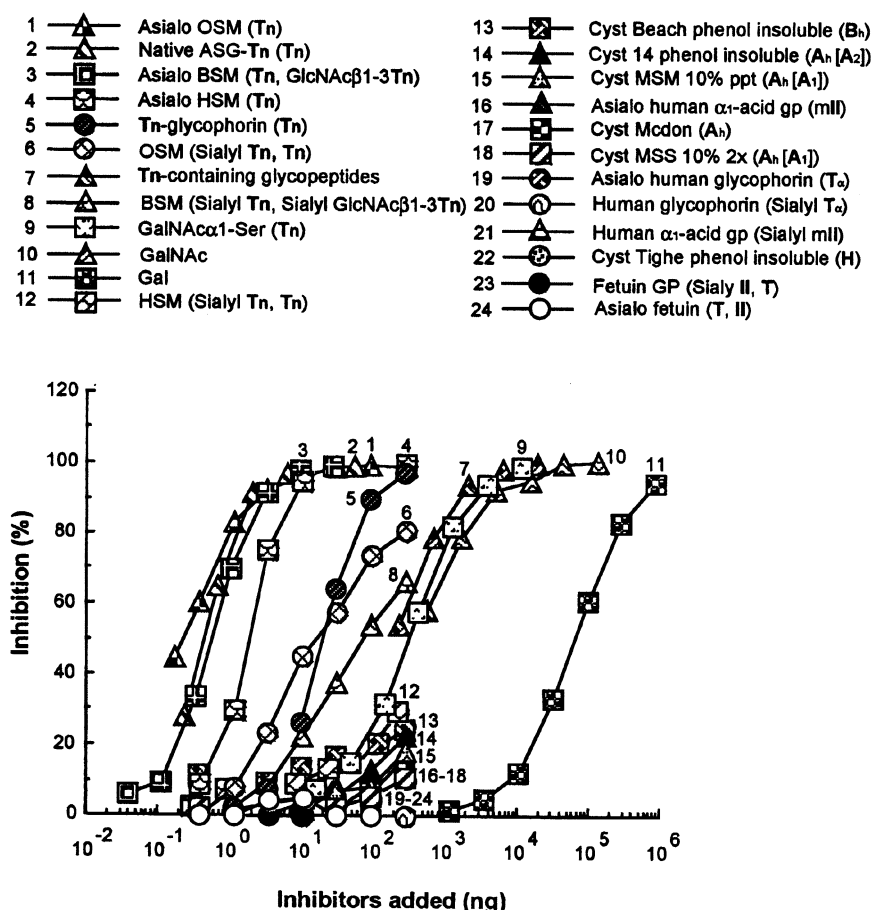 1 Asialo OSM (Tn)
2 Native ASG-Tn (Tn)
3 Asialo BSM (Tn, GlcNAcβ1-3Tn)
4 Asialo HSM (Tn)
5 Tn-glycophorin (Tn)
6 OSM (Sialyl Tn, Tn)
7 Tn-containing glycopeptides
8 BSM (Sialyl Tn, Sialyl GlcNAcβ1-3Tn)
9 GalNAcα1-Ser (Tn)
10 GalNAc
11 Gal
12 HSM (Sialyl Tn, Tn)
13 Cyst Beach phenol insoluble (Bh)
14 Cyst 14 phenol insoluble (Ah [A2])
15 Cyst MSM 10% ppt (Ah [A1])
16 Asialo human α1-acid gp (mII)
17 Cyst Mcdon (Ah)
18 Cyst MSS 10% 2x (Ah [A1])
19 Asialo human glycophorin (Tα)
20 Human glycophorin (Sialyl Tα)
21 Human α1-acid gp (Sialyl mII)
22 Cyst Tighe phenol insoluble (H)
23 Fetuin GP (Sialy II, T)
24 Asialo fetuin (T, II)
120
100
80
60
40
20
0
Inhibition (%)
3 2 1 4
5
6
8
7
9
10
11
12
13
14
15
16-18
19-24
10-2 10-1 100 101 102 103 104 105 106
Inhibitors added (ng)